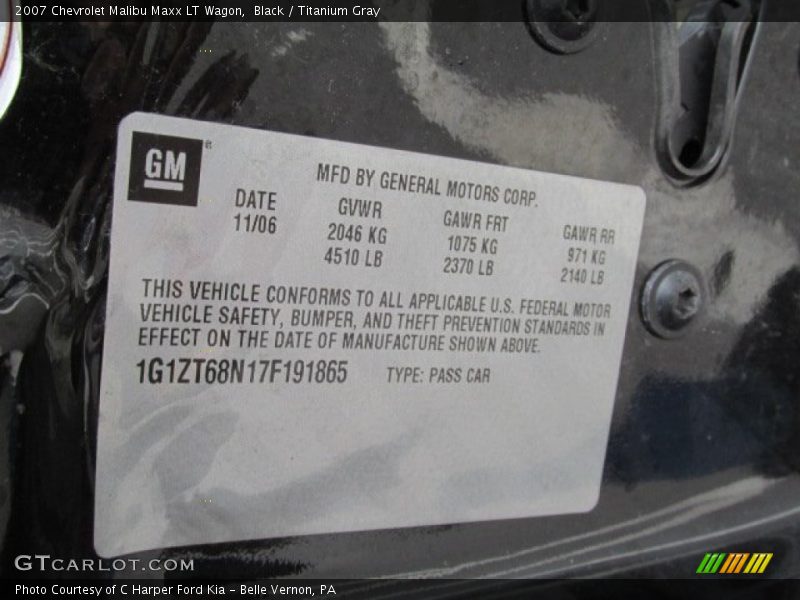 2007 Chevrolet Malibu Maxx LT Wagon,  Black / Titanium Gray
GM®
MFD BY GENERAL MOTORS CORP.
DATE GVWR GAWR FRT GAWR RR
11/06 2046 KG 1075 KG 971 KG
4510 LB 2370 LB 2140 LB
THIS VEHICLE CONFORMS TO ALL APPLICABLE U.S. FEDERAL MOTOR
VEHICLE SAFETY, BUMPER, AND THEFT PREVENTION STANDARDS IN
EFFECT ON THE DATE OF MANUFACTURE SHOWN ABOVE.
1G1ZT68N17F191865 TYPE: PASS CAR
GTCARLOT.COM
Photo Courtesy of C Harper Ford Kia - Belle Vernon, PA